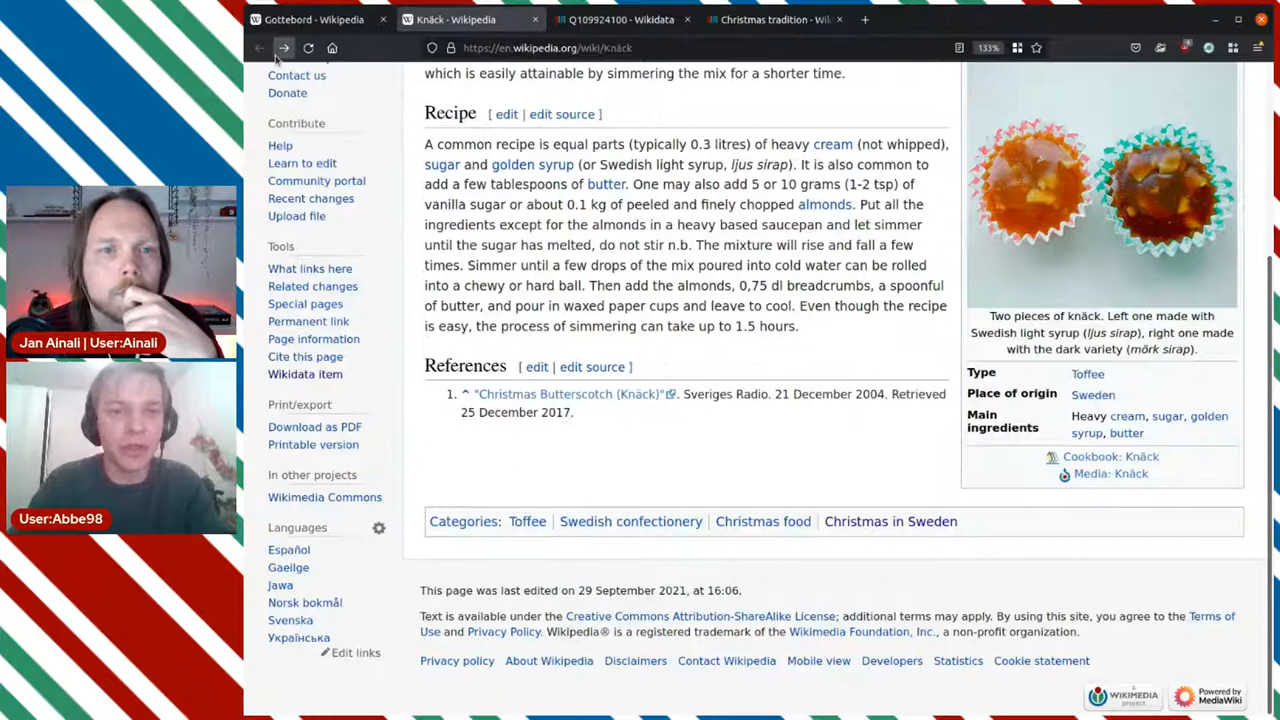 Gottebord - Wikipedia
Knäck - Wikipedia
Q109924100 - Wikidata
Christmas tradition - Wik
https://en.wikipedia.org/wiki/Knäck
133%
Contact us
Donate
Contribute
Help
Learn to edit
Community portal
Recent changes
Upload file
Tools
What links here
Related changes
Special pages
Permanent link
Page information
Cite this page
Wikidata item
Print/export
Download as PDF
Printable version
In other projects
Wikimedia Commons
Languages
Español
Gaeilge
Jawa
Norsk bokmål
Svenska
Українська
Edit links
which is easily attainable by simmering the mix for a shorter time.
Recipe [ edit | edit source ]
A common recipe is equal parts (typically 0.3 litres) of heavy cream (not whipped),
sugar and golden syrup (or Swedish light syrup, ljus sirap). It is also common to
add a few tablespoons of butter. One may also add 5 or 10 grams (1-2 tsp) of
vanilla sugar or about 0.1 kg of peeled and finely chopped almonds. Put all the
ingredients except for the almonds in a heavy based saucepan and let simmer
until the sugar has melted, do not stir n.b. The mixture will rise and fall a few
times. Simmer until a few drops of the mix poured into cold water can be rolled
into a chewy or hard ball. Then add the almonds, 0,75 dl breadcrumbs, a spoonful
of butter, and pour in waxed paper cups and leave to cool. Even though the recipe
is easy, the process of simmering can take up to 1.5 hours.
References [ edit | edit source ]
1. ^ "Christmas Butterscotch (Knäck)". Sveriges Radio. 21 December 2004. Retrieved
25 December 2017.
Two pieces of knäck. Left one made with
Swedish light syrup (ljus sirap), right one made
with the dark variety (mörk sirap).
Type Toffee
Place of origin Sweden
Main ingredients Heavy cream, sugar, golden
syrup, butter
Cookbook: Knäck
Media: Knäck
Categories: Toffee | Swedish confectionery | Christmas food | Christmas in Sweden
This page was last edited on 29 September 2021, at 16:06.
Text is available under the Creative Commons Attribution-ShareAlike License; additional terms may apply. By using this site, you agree to the Terms of
Use and Privacy Policy. Wikipedia® is a registered trademark of the Wikimedia Foundation, Inc., a non-profit organization.
Privacy policy About Wikipedia Disclaimers Contact Wikipedia Mobile view Developers Statistics Cookie statement
A
WIKIMEDIA
project
Powered by
MediaWiki
Jan Ainali | User:Ainali
User:Abbe98